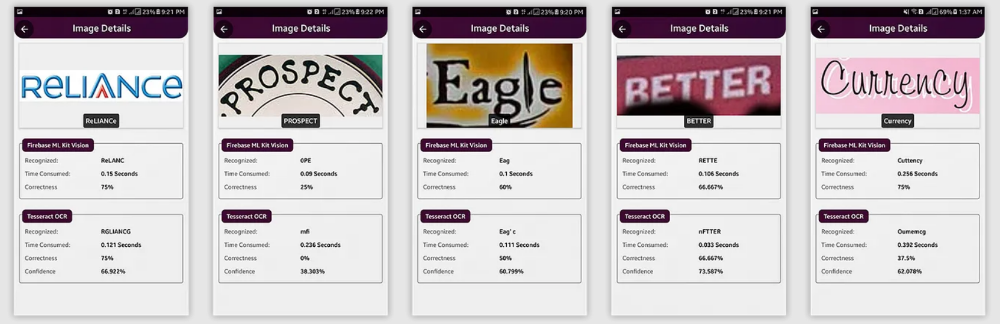 23% 9:21 PM
Image Details
ReLIANCe
ReLIANCe
Firebase ML Kit Vision
Recognized: ReLANC
Time Consumed: 0.15 Seconds
Correctness 75%
Tesseract OCR
Recognized: RGLIANCG
Time Consumed: 0.121 Seconds
Correctness 75%
Confidence 66.922%
23% 9:22 PM
Image Details
PROSPECT
PROSPECT
Firebase ML Kit Vision
Recognized: 0PE
Time Consumed: 0.09 Seconds
Correctness 25%
Tesseract OCR
Recognized: mfi
Time Consumed: 0.236 Seconds
Correctness 0%
Confidence 38.303%
23% 9:20 PM
Image Details
Eagle
Eagle
Firebase ML Kit Vision
Recognized: Eag
Time Consumed: 0.1 Seconds
Correctness 60%
Tesseract OCR
Recognized: Eag' c
Time Consumed: 0.111 Seconds
Correctness 50%
Confidence 60.799%
23% 9:21 PM
Image Details
BETTER
BETTER
Firebase ML Kit Vision
Recognized: RETTE
Time Consumed: 0.106 Seconds
Correctness 66.667%
Tesseract OCR
Recognized: nFTTER
Time Consumed: 0.033 Seconds
Correctness 66.667%
Confidence 73.587%
69% 1:37 AM
Image Details
Currency
Currency
Firebase ML Kit Vision
Recognized: Cuttency
Time Consumed: 0.256 Seconds
Correctness 75%
Tesseract OCR
Recognized: Oumemcg
Time Consumed: 0.392 Seconds
Correctness 37.5%
Confidence 62.078%